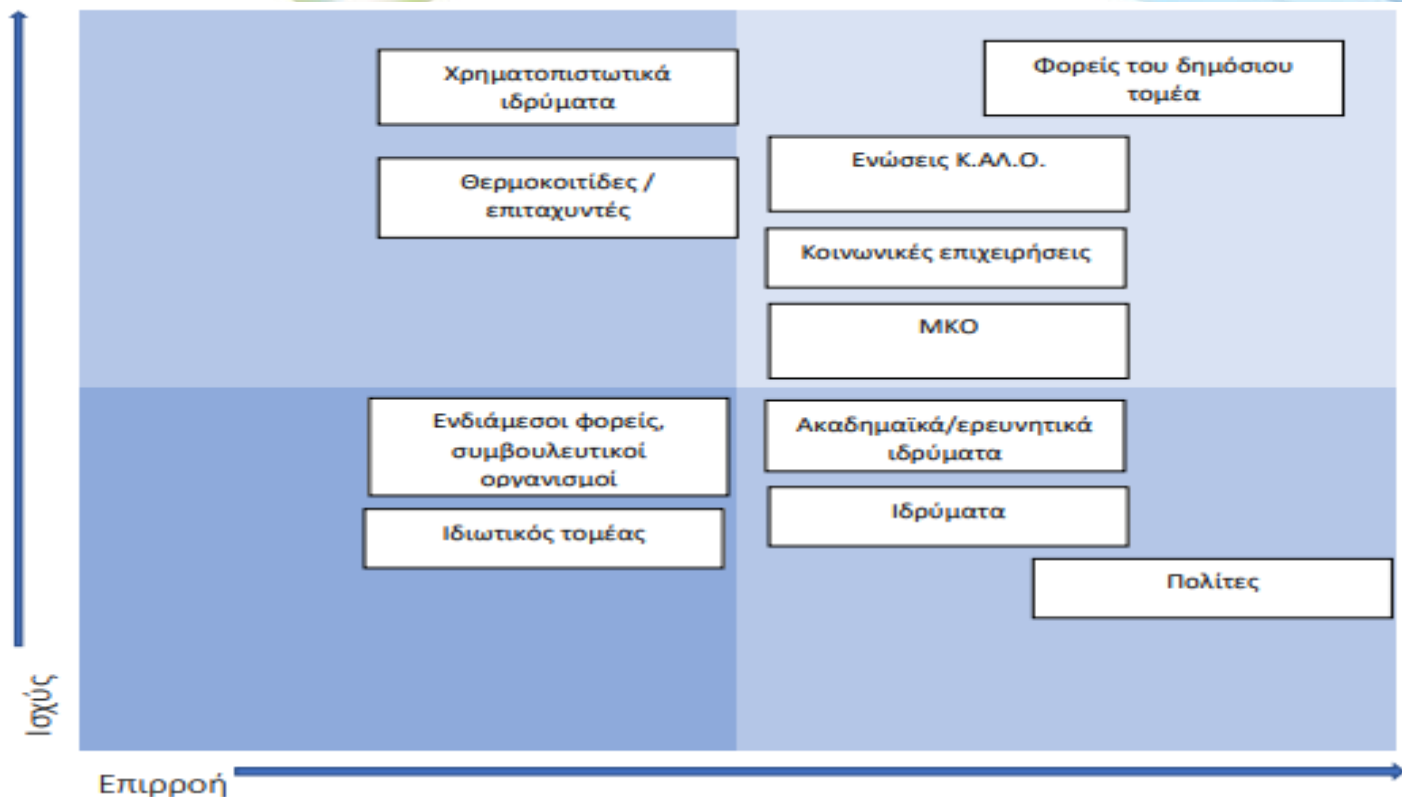 Χρηματοπιστωτικά
ιδρύματα
Φορείς του δημόσιου
τομέα
Θερμοκοιτίδες /
επιταχυντές
Ενώσεις Κ.ΑΛ.Ο.
Κοινωνικές επιχειρήσεις
ΜΚΟ
Ενδιάμεσοι φορείς,
συμβουλευτικοί
οργανισμοί
Ακαδημαϊκά/ερευνητικά
ιδρύματα
Ιδιωτικός τομέας
Ιδρύματα
Πολίτες
Ισχύς
Επιρροή